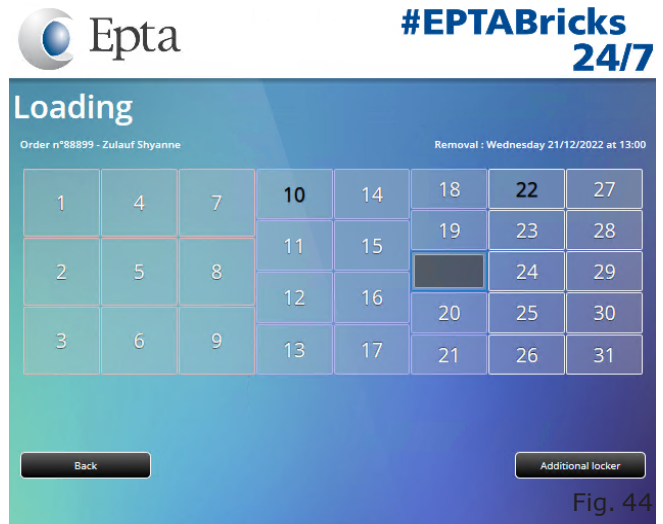 Epta
#EPTABricks
24/7
Loading
Order n°88899 - Zulauf Shyanne
Removal : Wednesday 21/12/2022 at 13:00
1 4 7 10 14 18 22 27
11 15 19 23 28
2 5 8 24 29
12 16 20 25 30
3 6 9 13 17 21 26 31
Back
Additional locker
Fig. 44